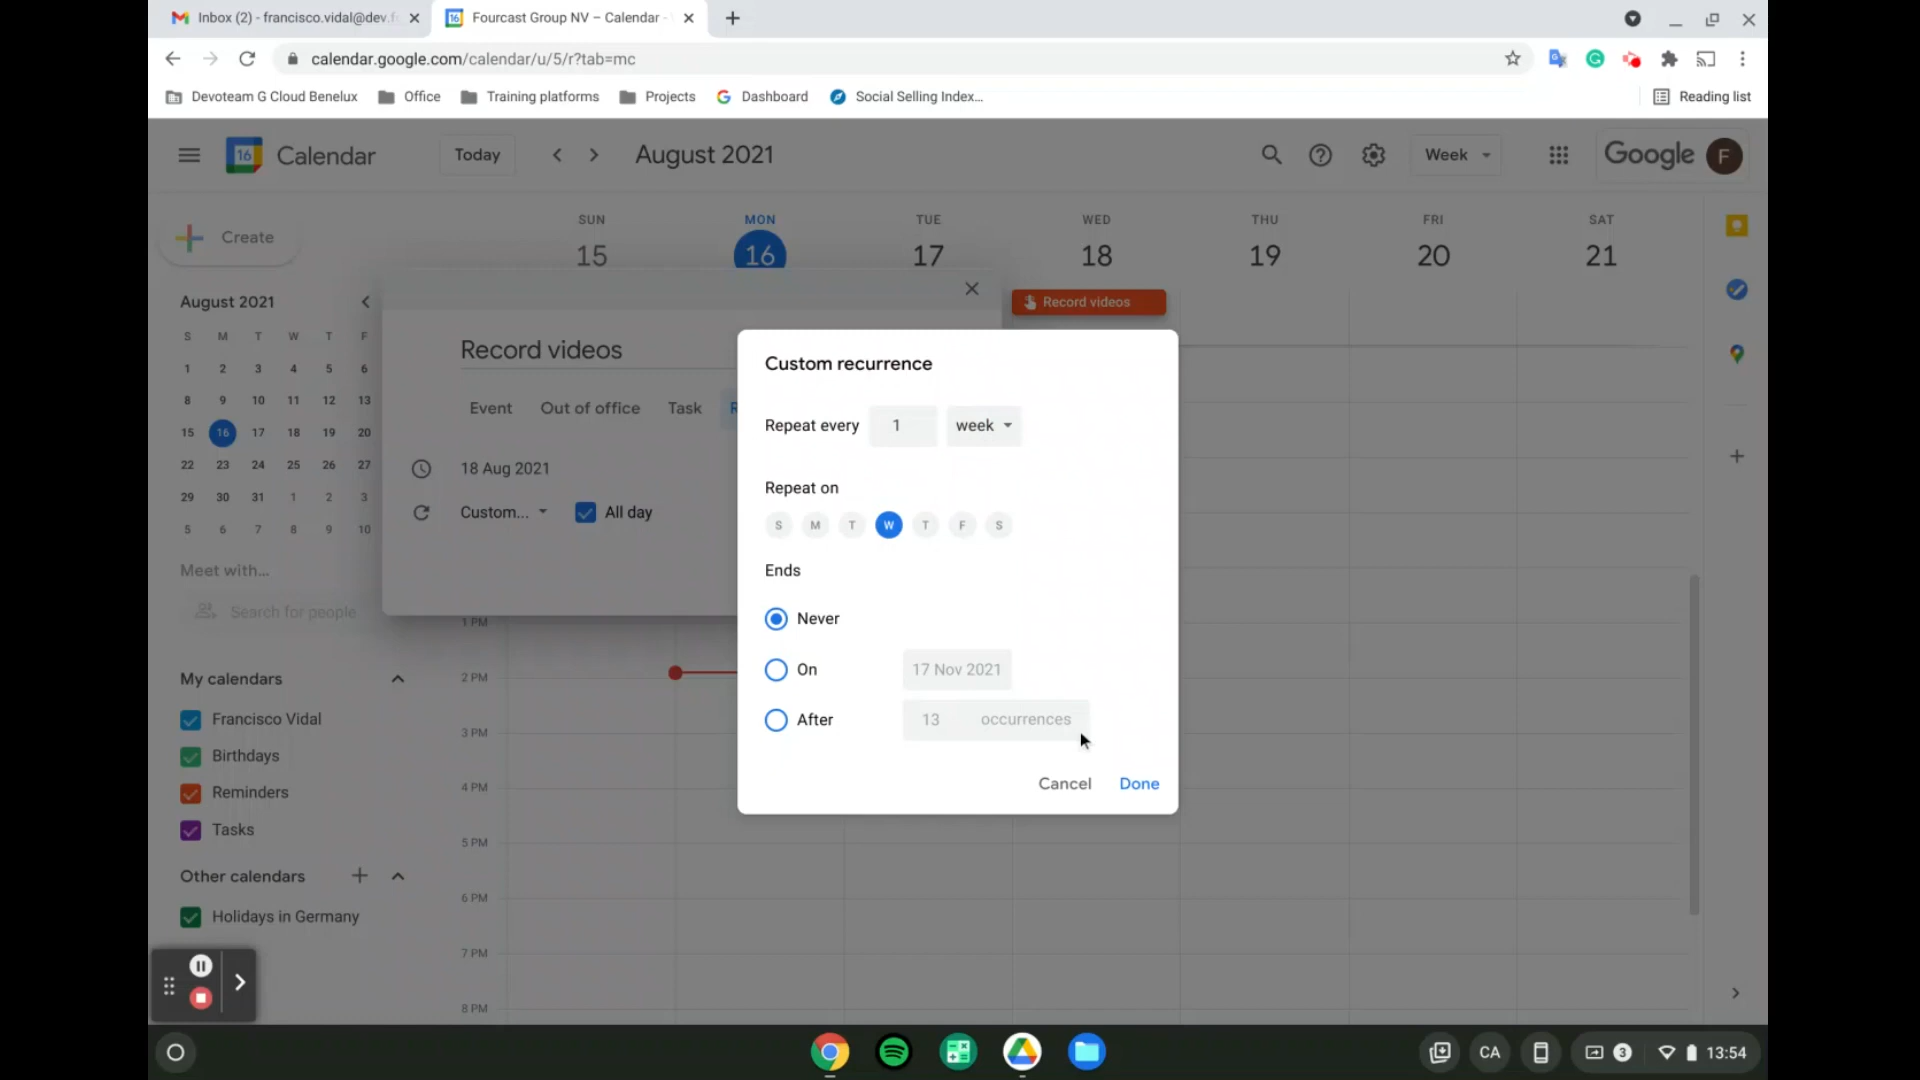 Inbox (2) - francisco.vidal@dev.f
Fourcast Group NV – Calendar -
calendar.google.com/calendar/u/5/r?tab=mc
Devoteam G Cloud Benelux
Office
Training platforms
Projects
Dashboard
Social Selling Index...
Reading list
16
Calendar
Today
August 2021
Week
Google
F
Create
SUN
MON
TUE
WED
THU
FRI
SAT
15
16
17
18
19
20
21
August 2021
S M T W T F
1 2 3 4 5 6
8 9 10 11 12 13
15 16 17 18 19 20
22 23 24 25 26 27
29 30 31 1 2 3
5 6 7 8 9 10
Record videos
Record videos
Event
Out of office
Task
R
18 Aug 2021
Custom...
All day
Custom recurrence
Repeat every 1 week
Repeat on
S M T W T F S
Ends
Never
On 17 Nov 2021
After 13 occurrences
Cancel Done
Meet with...
Search for people
My calendars
Francisco Vidal
Birthdays
Reminders
Tasks
Other calendars
Holidays in Germany
1 PM
2 PM
3 PM
4 PM
5 PM
6 PM
7 PM
8 PM
CA
3
13:54